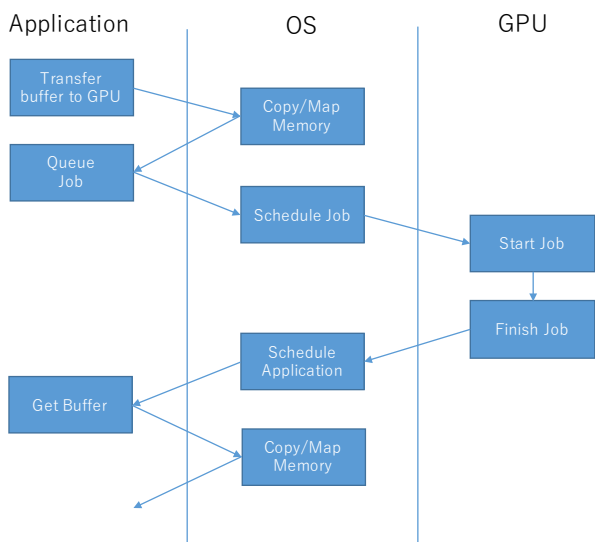 Application
OS
GPU
Transfer
buffer to GPU
Copy/Map
Memory
Queue
Job
Schedule Job
Start Job
Finish Job
Schedule
Application
Get Buffer
Copy/Map
Memory